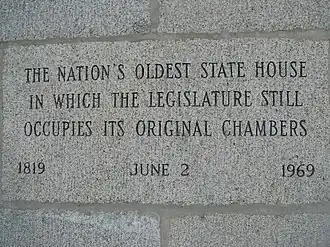 THE NATION'S OLDEST STATE HOUSE
IN WHICH THE LEGISLATURE STILL
OCCUPIES ITS ORIGINAL CHAMBERS
1819 JUNE 2 1969